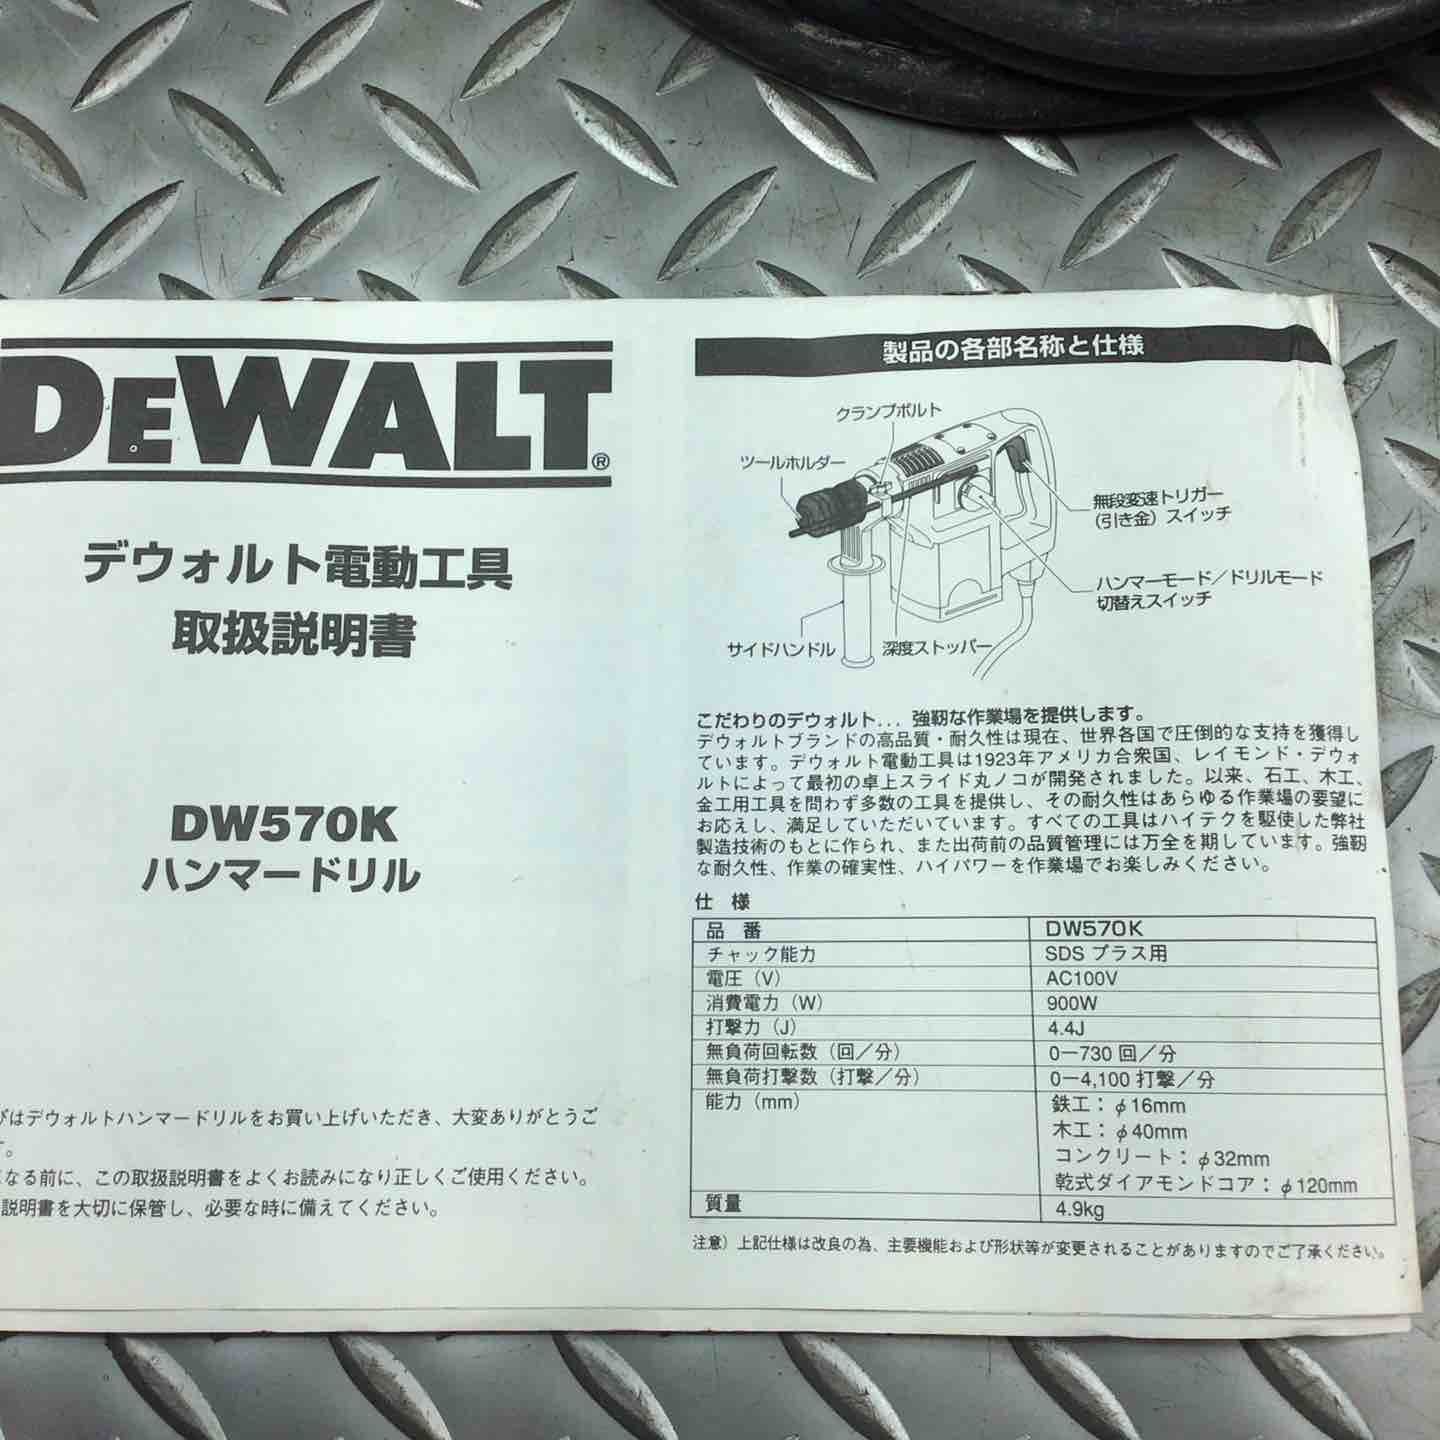 DEWALT®
デウォルト電動工具
取扱説明書
DW570K
ハンマードリル
はデウォルトハンマードリルをお買い上げいただき、大変ありがとうご
す。
なる前に、この取扱説明書をよくお読みになり正しくご使用ください。
説明書を大切に保管し、必要な時に備えてください。
製品の各部名称と仕様
クランプボルト
ツールホルダー
無段変速トリガー
(引き金) スイッチ
ハンマーモード／ドリルモード
切替えスイッチ
サイドハンドル
深度ストッパー
こだわりのデウォルト... 強靭な作業場を提供します。
デウォルトブランドの高品質・耐久性は現在、世界各国で圧倒的な支持を獲得し
ています。デウォルト電動工具は1923年アメリカ合衆国、レイモンド・デウォ
ルトによって最初の卓上スライド丸ノコが開発されました。以来、石工、木工、
金工用工具を問わず多数の工具を提供し、その耐久性はあらゆる作業場の要望に
お応えし、満足していただいています。すべての工具はハイテクを駆使した弊社
製造技術のもとに作られ、また出荷前の品質管理には万全を期しています。強靭
な耐久性、作業の確実性、ハイパワーを作業場でお楽しみください。
仕 様
品 番 DW570K
チャック能力 SDS プラス用
電圧（V） AC100V
消費電力（W） 900W
打撃力（J） 4.4J
無負荷回転数（回／分） 0－730 回／分
無負荷打撃数（打撃／分） 0－4,100 打撃／分
能力（mm） 鉄工：φ16mm
木工：φ40mm
コンクリート：φ32mm
乾式ダイアモンドコア：φ120mm
質量 4.9kg
注意）上記仕様は改良の為、主要機能および形状等が変更されることがありますのでご了承ください。